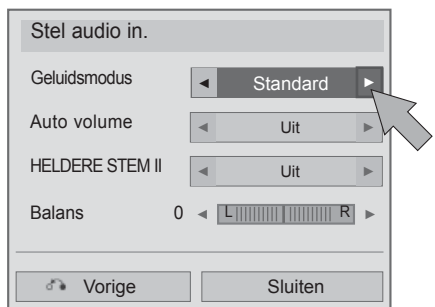 Stel audio in.
Geluidsmodus ◄ Standard ►
Auto volume ◄ Uit ►
HELDERE STEM II ◄ Uit ►
Balans 0 ◄ L R ►
Vorige Sluiten